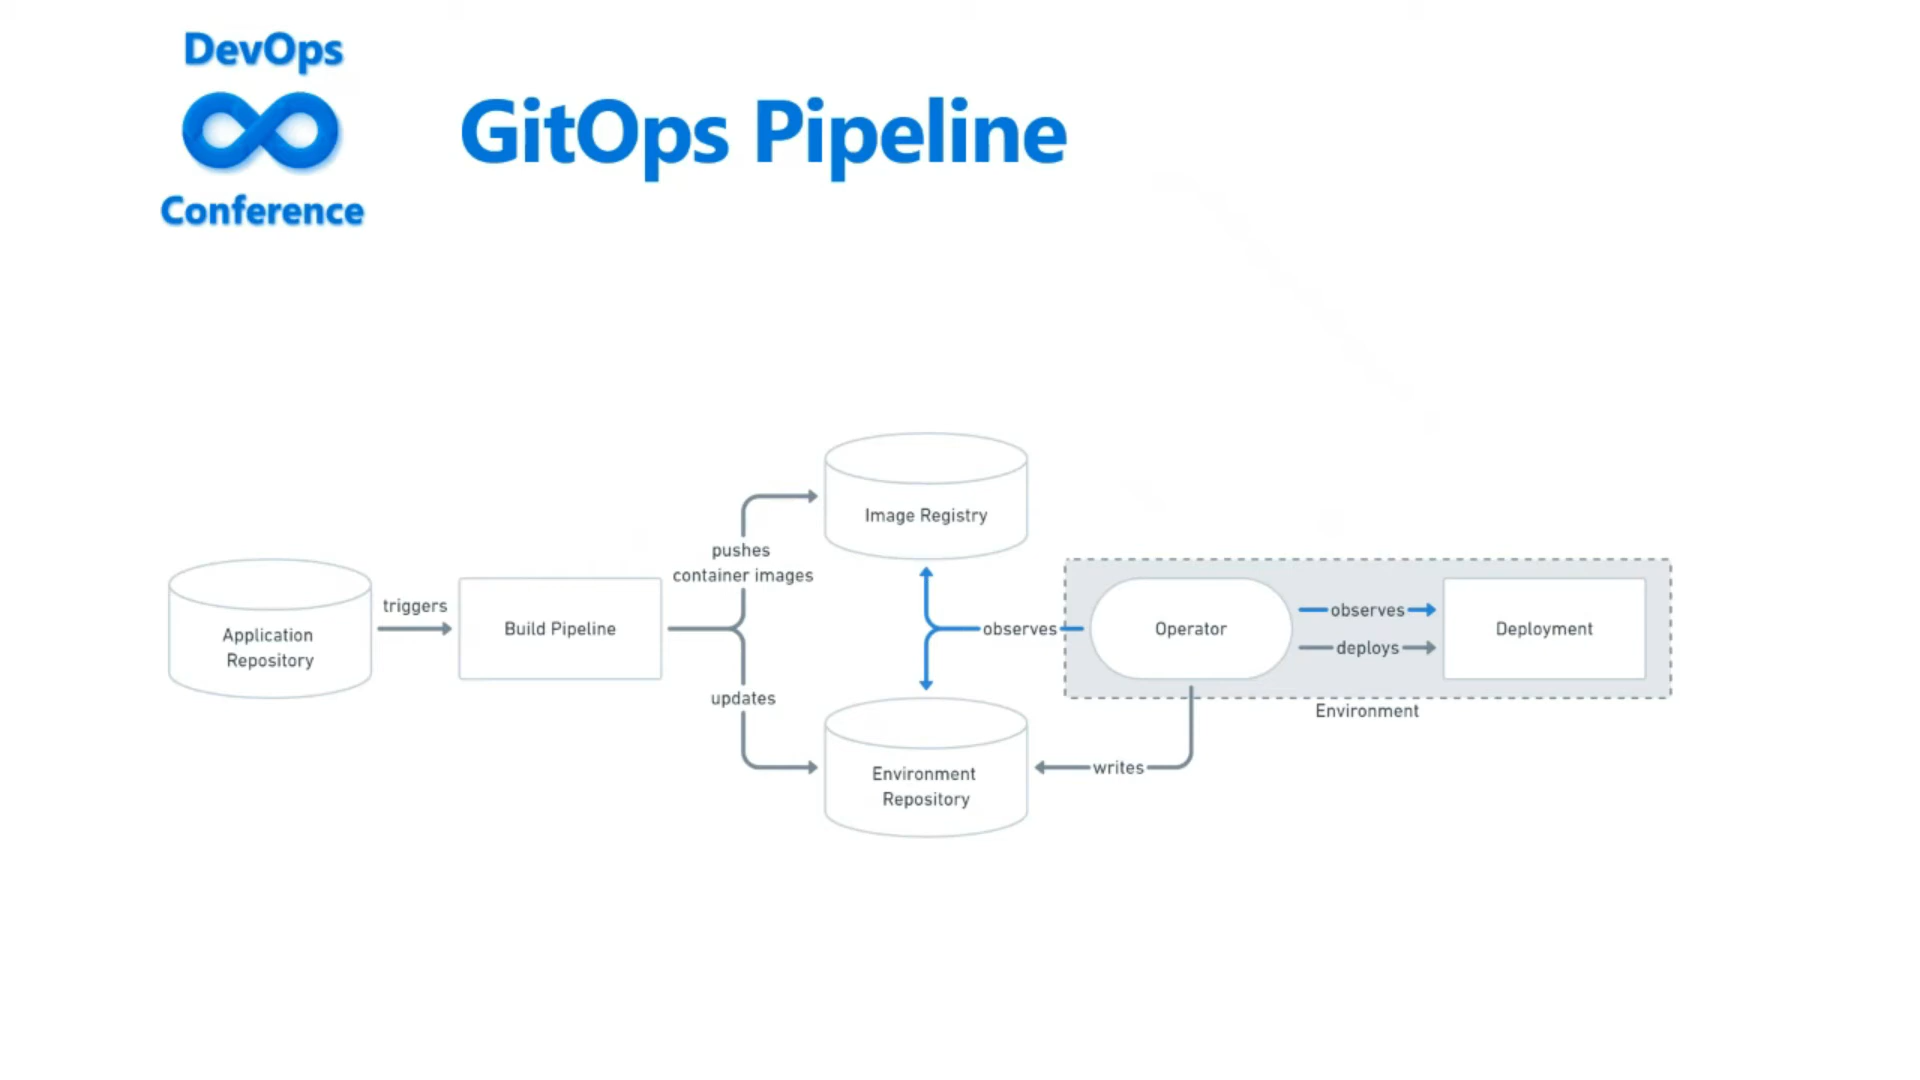 DevOps
Conference
GitOps Pipeline
Application
Repository
triggers
Build Pipeline
pushes
container images
updates
Image Registry
Environment
Repository
observes
Operator
observes
deploys
Deployment
Environment
writes